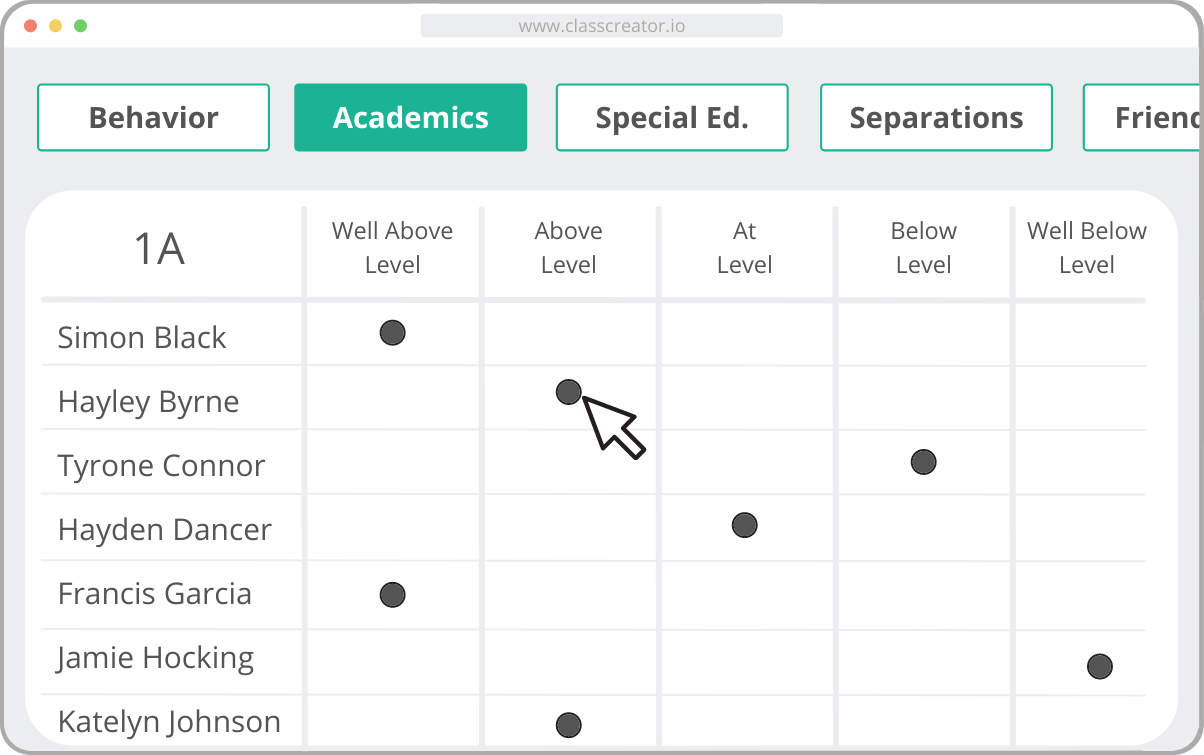 www.classcreator.io
Behavior
Academics
Special Ed.
Separations
1A
Well Above
Level
Above
Level
At
Level
Below
Level
Well Below
Level
Simon Black
Hayley Byrne
Tyrone Connor
Hayden Dancer
Francis Garcia
Jamie Hocking
Katelyn Johnson